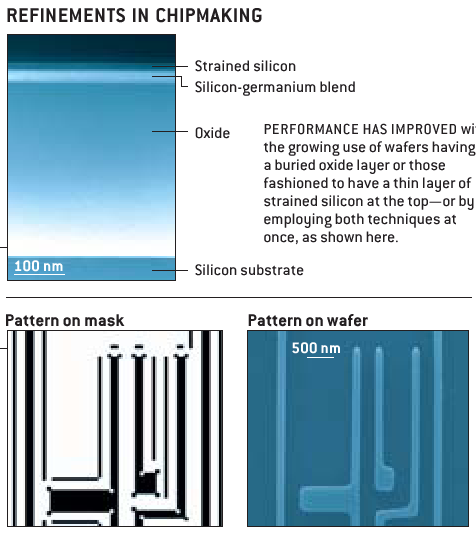 REFINEMENTS IN CHIPMAKING
Strained silicon
Silicon-germanium blend
Oxide
PERFORMANCE HAS IMPROVED wi
the growing use of wafers having
a buried oxide layer or those
fashioned to have a thin layer of
strained silicon at the top—or by
employing both techniques at
once, as shown here.
100 nm
Silicon substrate
Pattern on mask
Pattern on wafer
500 nm